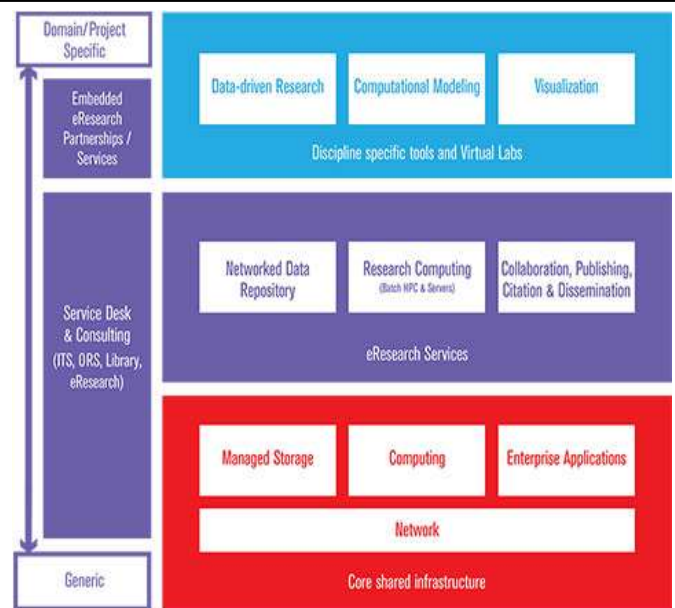 Domain/Project
Specific
Embedded
eResearch
Partnerships /
Services
Service Desk
& Consulting
(ITS, ORS, Library,
eResearch)
Generic
Data-driven Research
Computational Modeling
Visualization
Discipline specific tools and Virtual Labs
Networked Data
Repository
Research Computing
(Batch HPC & Servers)
Collaboration, Publishing,
Citation & Dissemination
eResearch Services
Managed Storage
Computing
Enterprise Applications
Network
Core shared infrastructure